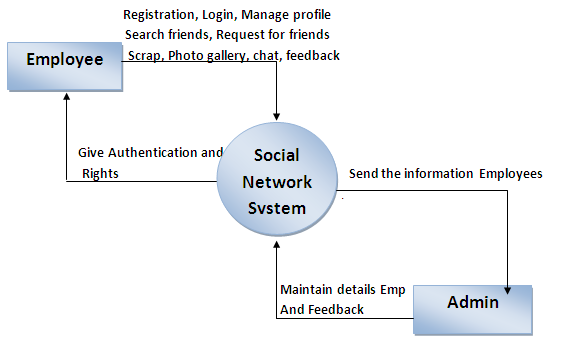 Registration, Login, Manage profile
Search friends, Request for friends
Scrap, Photo gallery, chat, feedback
Employee
Give Authentication and
Rights
Social
Network
System
Send the information Employees
Maintain details Emp
And Feedback
Admin